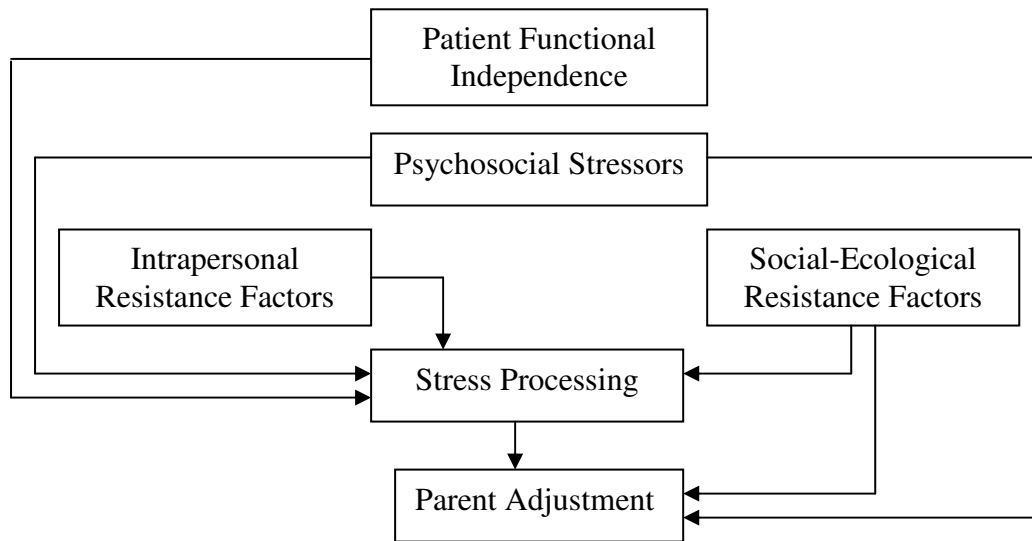 Patient Functional
Independence
Psychosocial Stressors
Intrapersonal
Resistance Factors
Social-Ecological
Resistance Factors
Stress Processing
Parent Adjustment